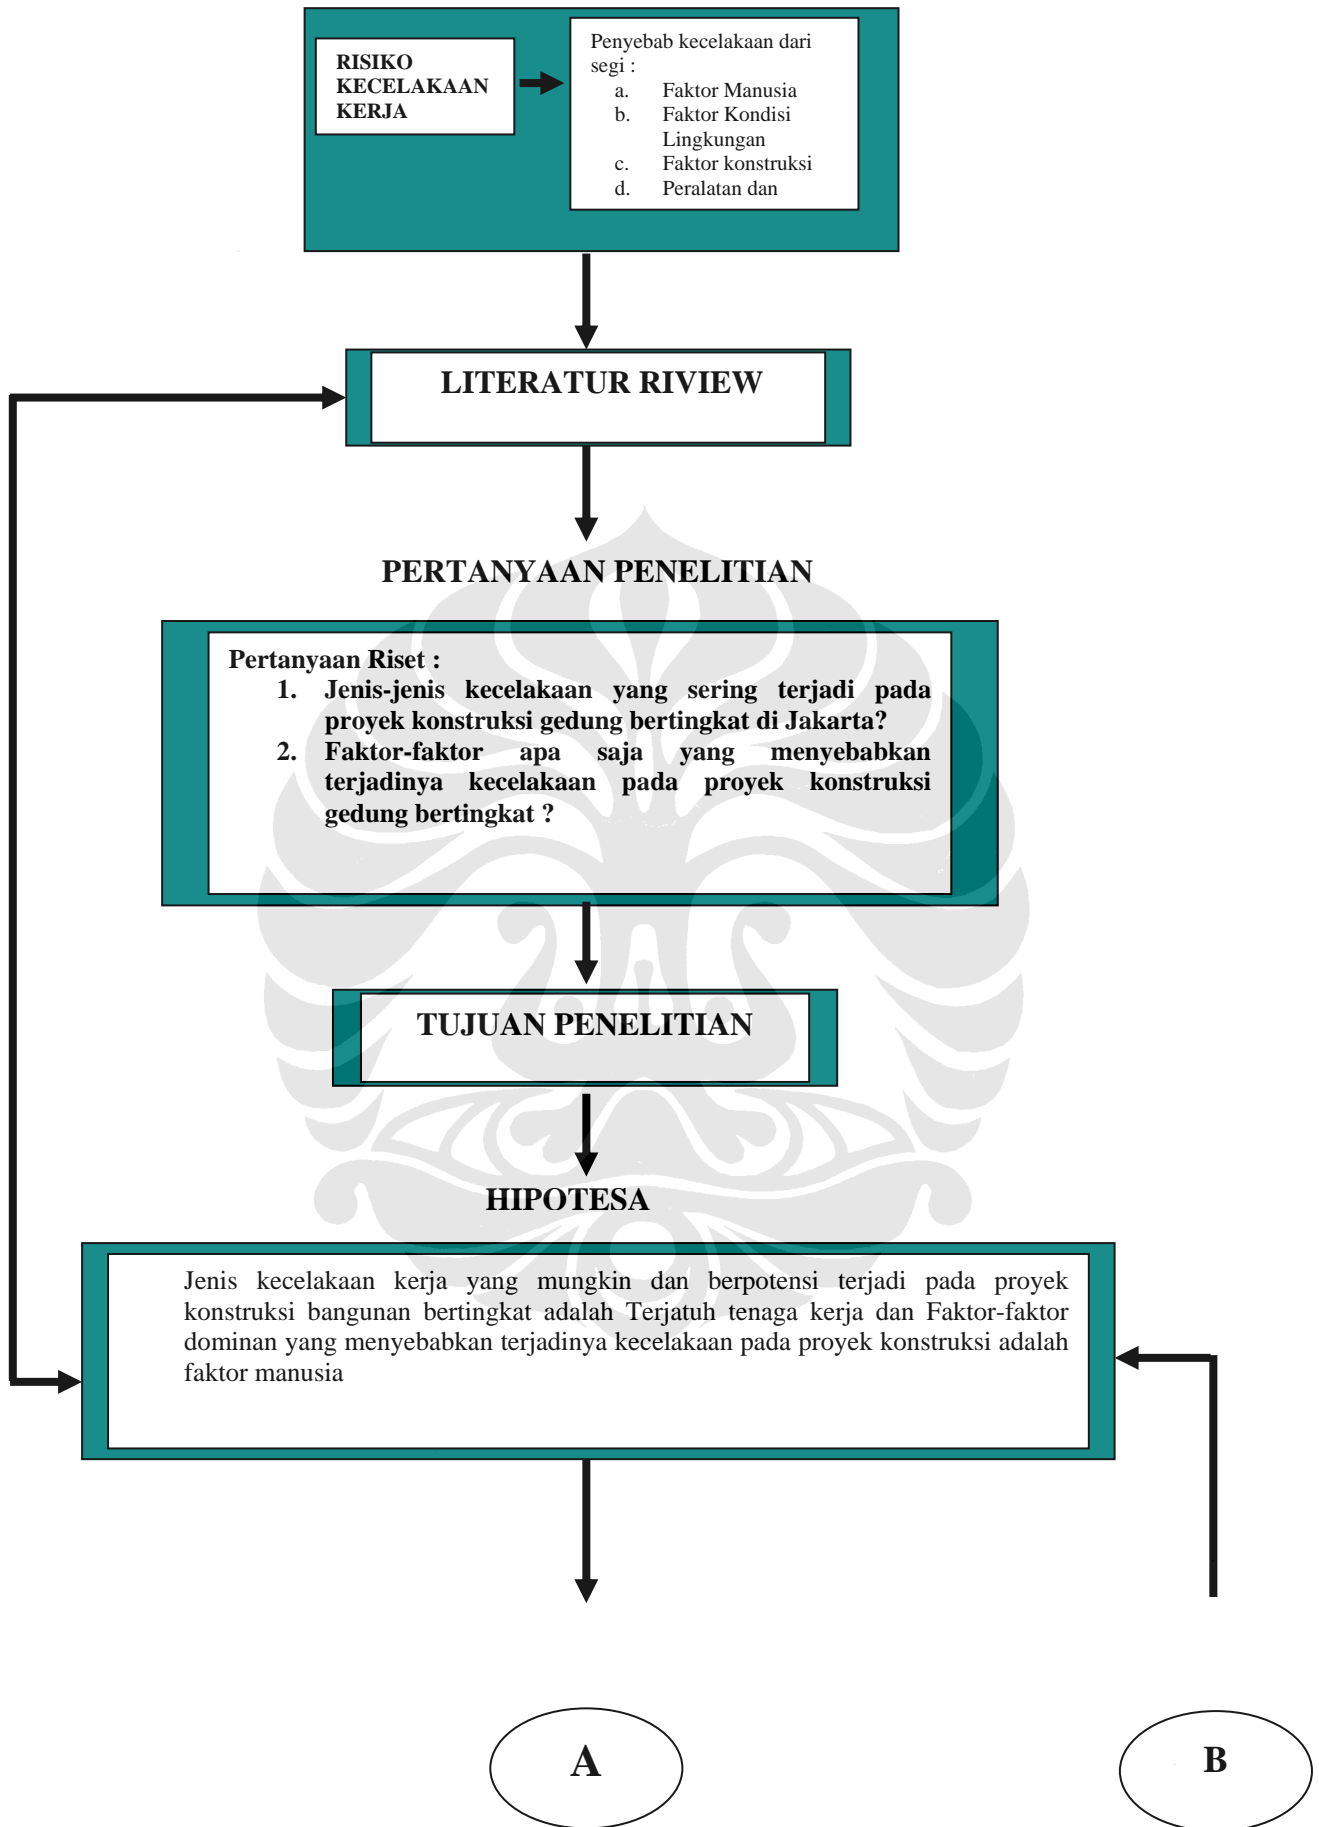 RISIKO
KECELAKAAN
KERJA
Penyebab kecelakaan dari
segi :
a. Faktor Manusia
b. Faktor Kondisi
Lingkungan
c. Faktor konstruksi
d. Peralatan dan
LITERATUR RIVIEW
PERTANYAAN PENELITIAN
Pertanyaan Riset :
1. Jenis-jenis kecelakaan yang sering terjadi pada
proyek konstruksi gedung bertingkat di Jakarta?
2. Faktor-faktor apa saja yang menyebabkan
terjadinya kecelakaan pada proyek konstruksi
gedung bertingkat ?
TUJUAN PENELITIAN
HIPOTESA
Jenis kecelakaan kerja yang mungkin dan berpotensi terjadi pada proyek
konstruksi bangunan bertingkat adalah Terjatuh tenaga kerja dan Faktor-faktor
dominan yang menyebabkan terjadinya kecelakaan pada proyek konstruksi adalah
faktor manusia
A
B